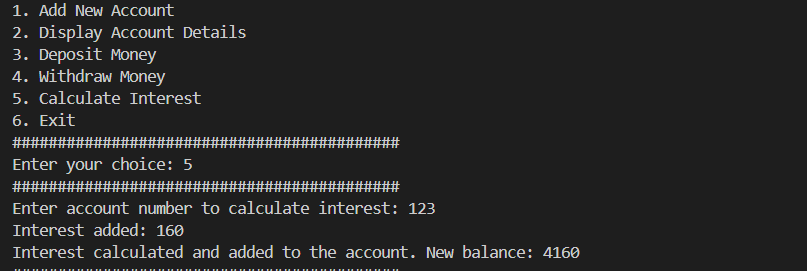 1. Add New Account
2. Display Account Details
3. Deposit Money
4. Withdraw Money
5. Calculate Interest
6. Exit
###########################################
Enter your choice: 5
###########################################
Enter account number to calculate interest: 123
Interest added: 160
Interest calculated and added to the account. New balance: 4160
###########################################